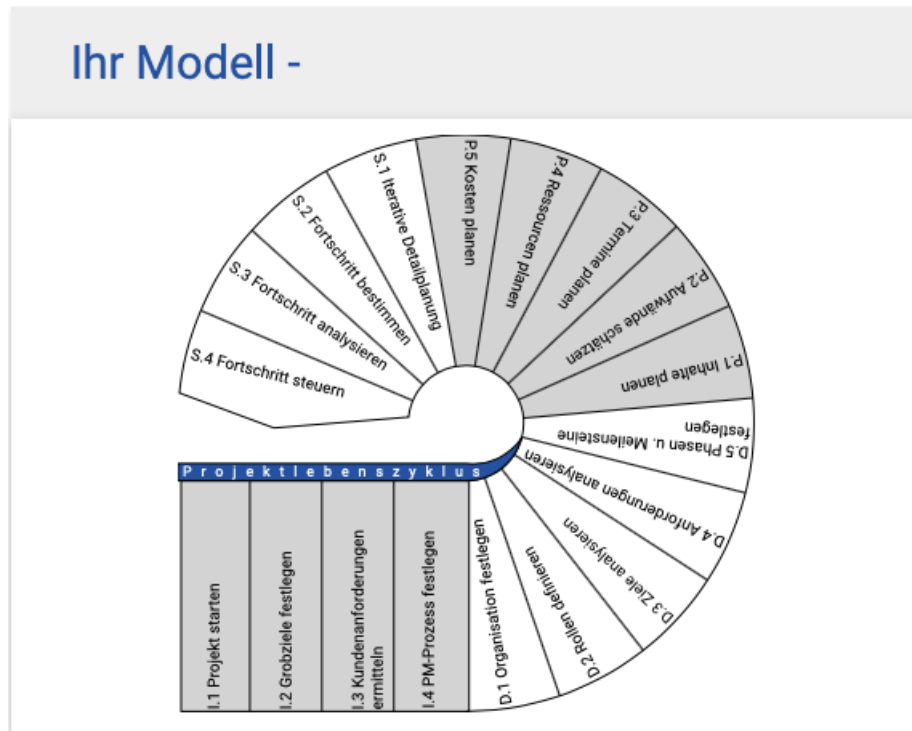 Ihr Modell -
Projektlebenszyklus
I.1 Projekt starten
I.2 Grobziele festlegen
I.3 Kundenanforderungen
ermitteln
I.4 PM-Prozess festlegen
D.1 Organisation festlegen
D.2 Rollen definieren
D.3 Ziele analysieren
D.4 Anforderungen analysieren
D.5 Phasen u. Meilensteine
festlegen
P.1 Inhalte planen
P.2 Aufwände schätzen
P.3 Termine planen
P.4 Ressourcen planen
P.5 Kosten planen
S.1 Iterative Detailplanung
S.2 Fortschritt bestimmen
S.3 Fortschritt analysieren
S.4 Fortschritt steuern